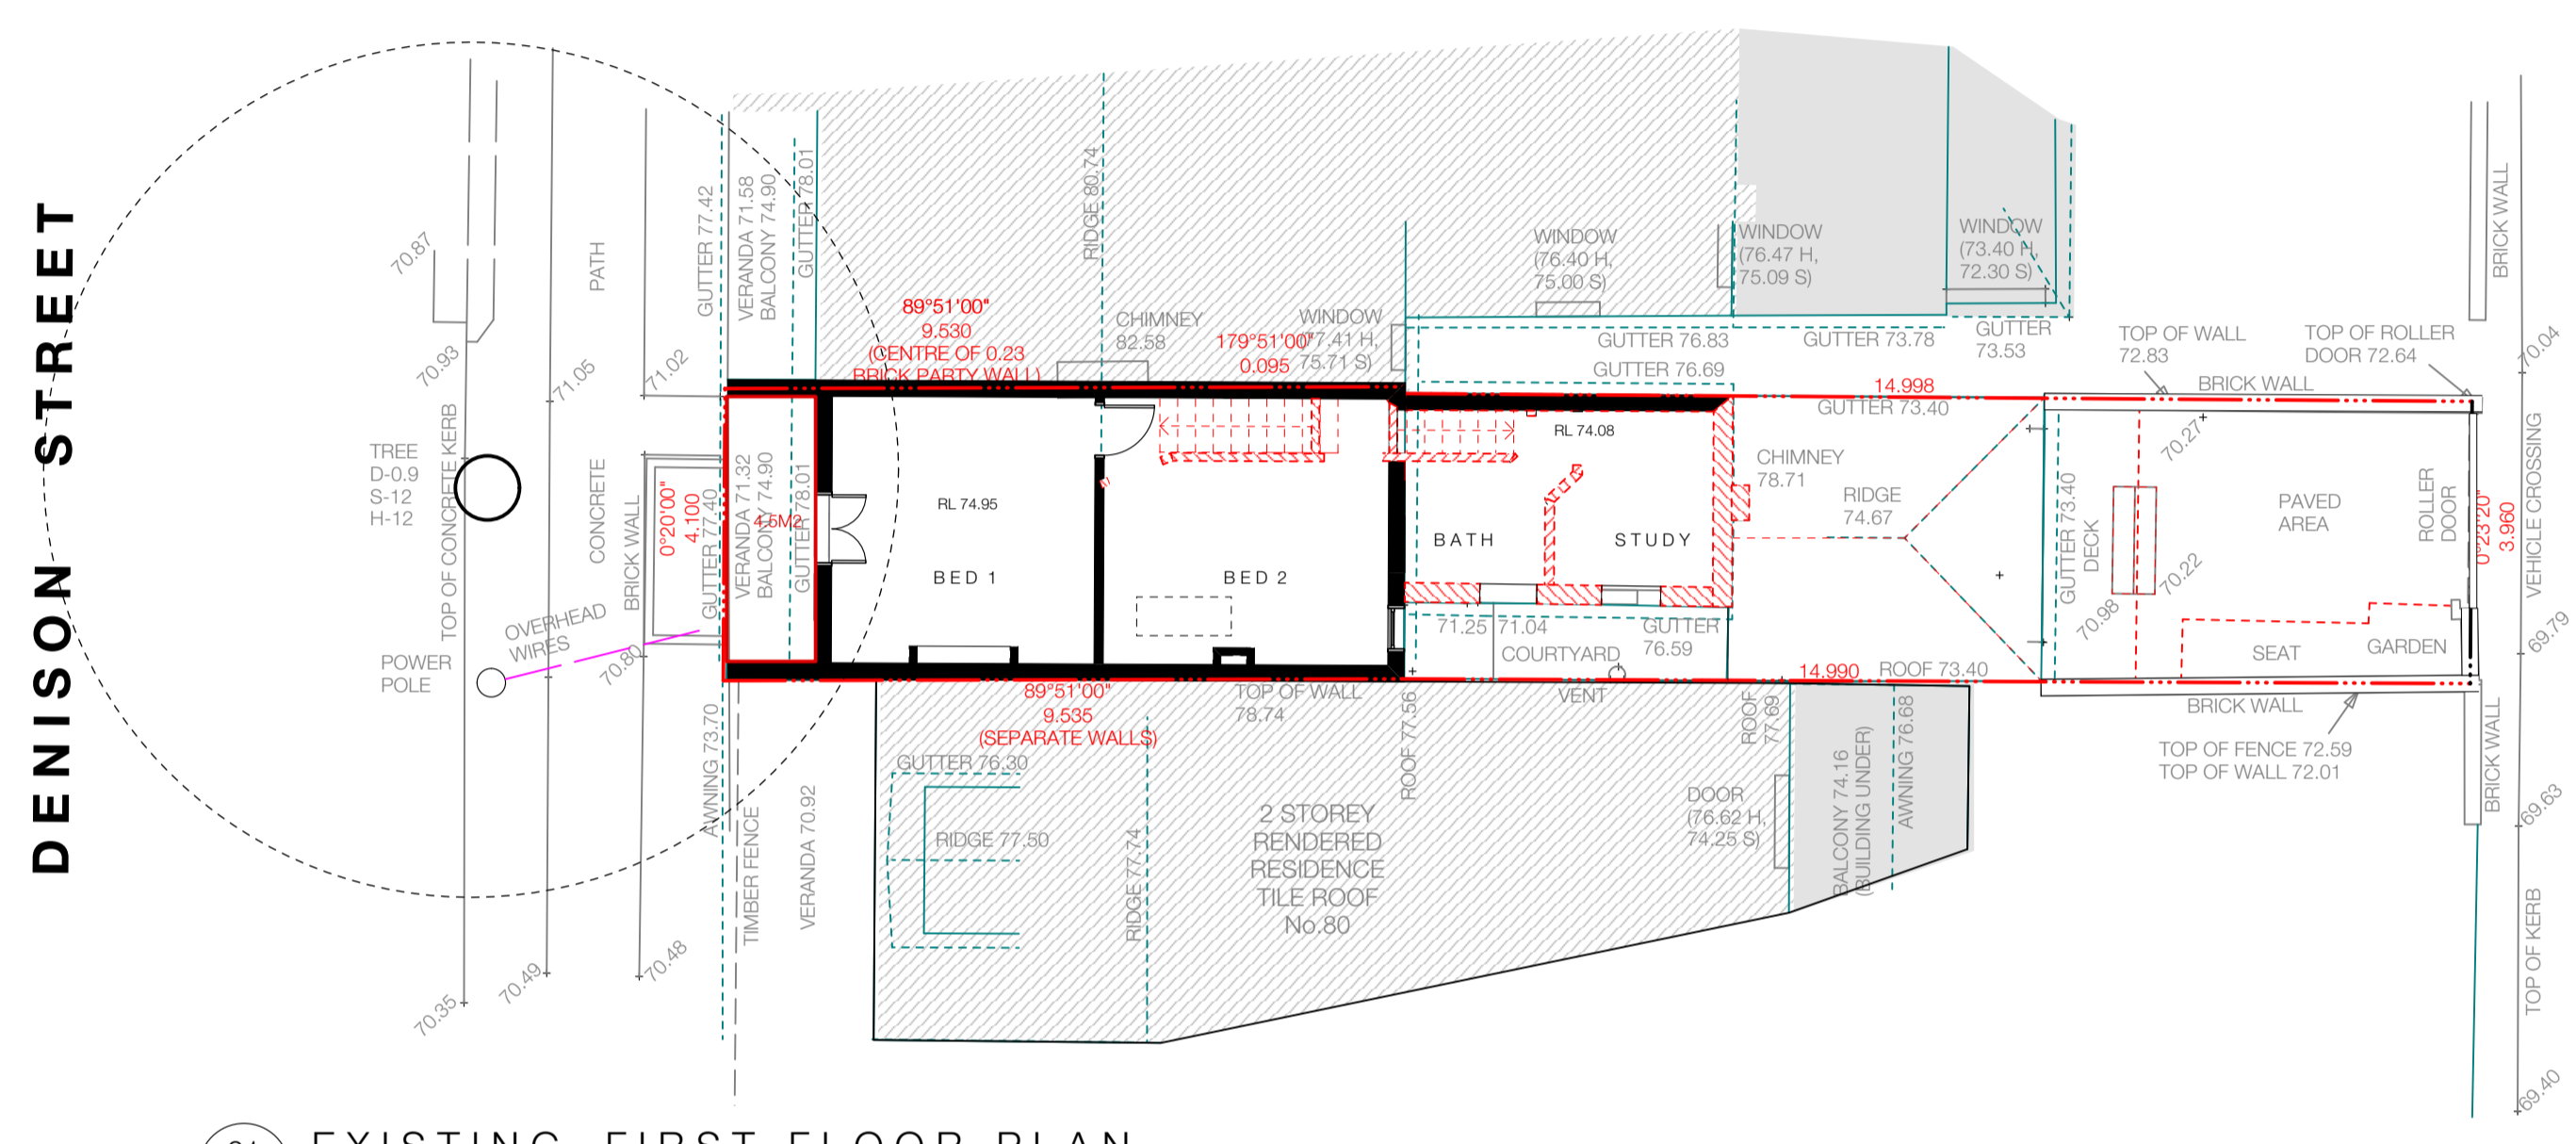 DENISON STREET
70.87
70.93
PATH
71.05
71.02
TREE
D-0.9
S-12
H-12
TOP OF CONCRETE KERB
CONCRETE
BRICK WALL
OVERHEAD
WIRES
POWER
POLE
70.80
70.35
70.49
70.48
GUTTER 77.42
VERANDA 71.58
BALCONY 74.90
GUTTER 78.01
0°20'00"
4.100
GUTTER 77.40
VERANDA 71.32
BALCONY 74.90
GUTTER 78.01
4.5M2
AWNING 73.70
TIMBER FENCE
VERANDA 70.92
RIDGE 80.74
89°51'00"
9.530
(CENTRE OF 0.23
BRICK PARTY WALL)
CHIMNEY
82.58
179°51'00"
0.095
WINDOW
(77.41 H,
75.71 S)
WINDOW
(76.40 H,
75.00 S)
WINDOW
(76.47 H,
75.09 S)
WINDOW
(73.40 H,
72.30 S)
GUTTER 76.83
GUTTER 76.69
GUTTER 73.78
GUTTER
73.53
14.998
GUTTER 73.40
TOP OF WALL
72.83
TOP OF ROLLER
DOOR 72.64
BRICK WALL
BRICK WALL
70.04
RL 74.95
BED 1
BED 2
RL 74.08
BATH
STUDY
CHIMNEY
78.71
RIDGE
74.67
GUTTER 73.40
DECK
70.27
70.22
70.98
PAVED
AREA
ROLLER
DOOR
0°23'20"
3.960
VEHICLE CROSSING
69.79
SEAT
GARDEN
71.25
71.04
GUTTER
76.59
COURTYARD
VENT
14.990
ROOF 73.40
89°51'00"
9.535
(SEPARATE WALLS)
TOP OF WALL
78.74
ROOF 77.56
ROOF
77.69
BRICK WALL
TOP OF FENCE 72.59
TOP OF WALL 72.01
BRICK WALL
69.63
GUTTER 76.30
RIDGE 77.50
RIDGE 77.74
2 STOREY
RENDERED
RESIDENCE
TILE ROOF
No.80
DOOR
(76.62 H,
74.25 S)
BALCONY 74.16
(BUILDING UNDER)
AWNING 76.68
TOP OF KERB
69.40
EXISTING FIRST FLOOR PLAN